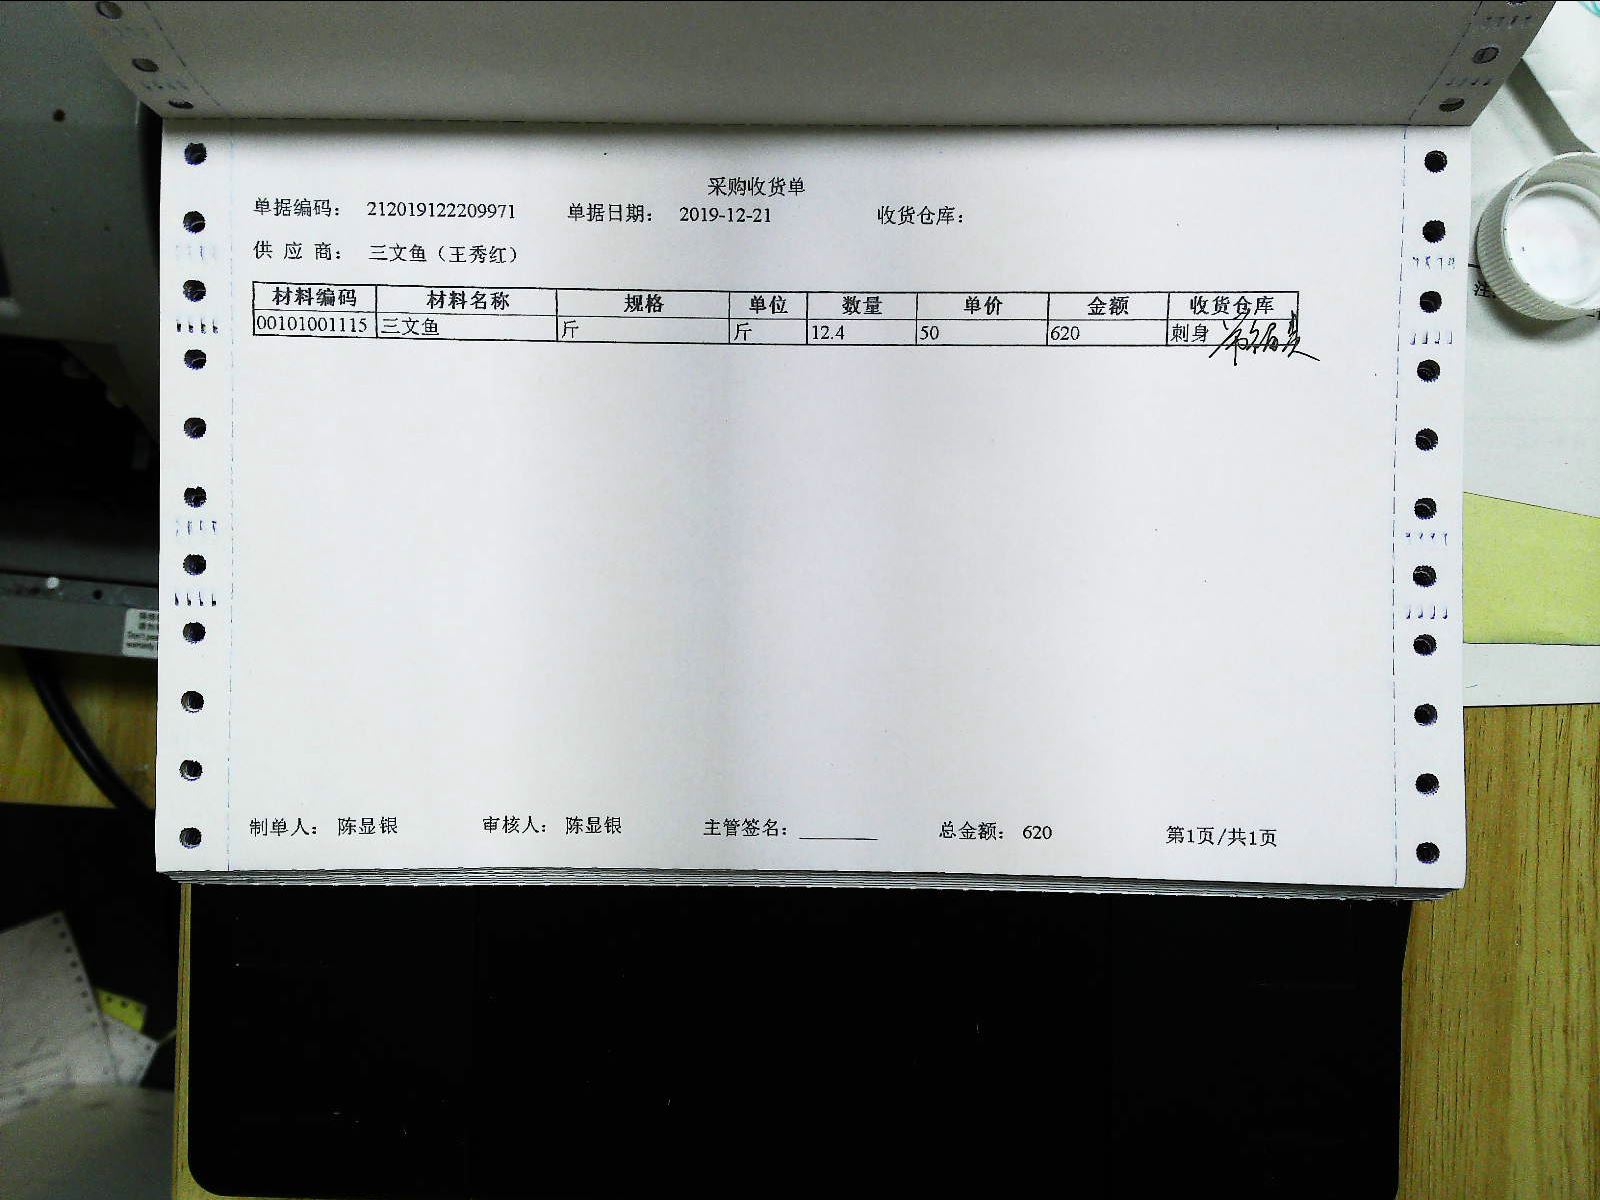 采购收货单
单据编码： 212019122209971 单据日期： 2019-12-21 收货仓库：
供 应 商： 三文鱼（王秀红）
材料编码 材料名称 规格 单位 数量 单价 金额 收货仓库
00101001115 三文鱼 斤 斤 12.4 50 620 刺身
制单人： 陈显银 审核人： 陈显银 主管签名： ________ 总金额： 620 第1页/共1页